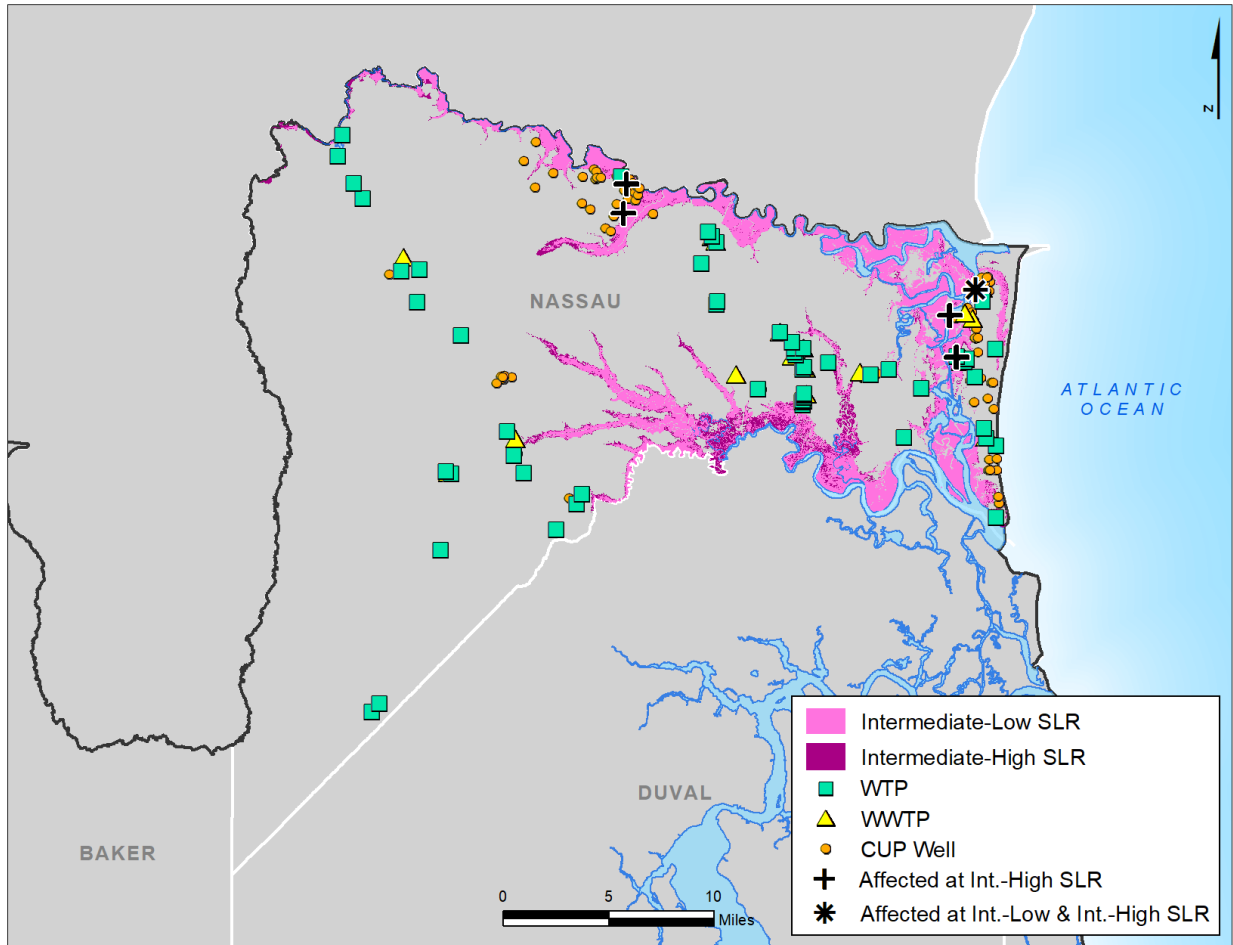 N
NASSAU
ATLANTIC
OCEAN
DUVAL
BAKER
Intermediate-Low SLR
Intermediate-High SLR
WTP
WWTP
CUP Well
Affected at Int.-High SLR
Affected at Int.-Low & Int.-High SLR
0 5 10
Miles